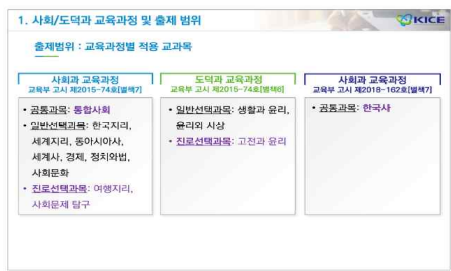 1. 사회/도덕과 교육과정 및 출제 범위
KICE
출제범위 : 교육과정별 적용 교과목
사회과 교육과정
교육부 고시 제2015-74호[별책7]
• 공통과목: 통합사회
• 일반선택과목: 한국지리,
세계지리, 동아시아사,
세계사, 경제, 정치와법,
사회문화
• 진로선택과목: 여행지리,
사회문제 탐구
도덕과 교육과정
교육부 고시 제2015-74호[별책6]
• 일반선택과목: 생활과 윤리,
윤리와 사상
• 진로선택과목: 고전과 윤리
사회과 교육과정
교육부 고시 제2018-162호[별책7]
• 공통과목: 한국사